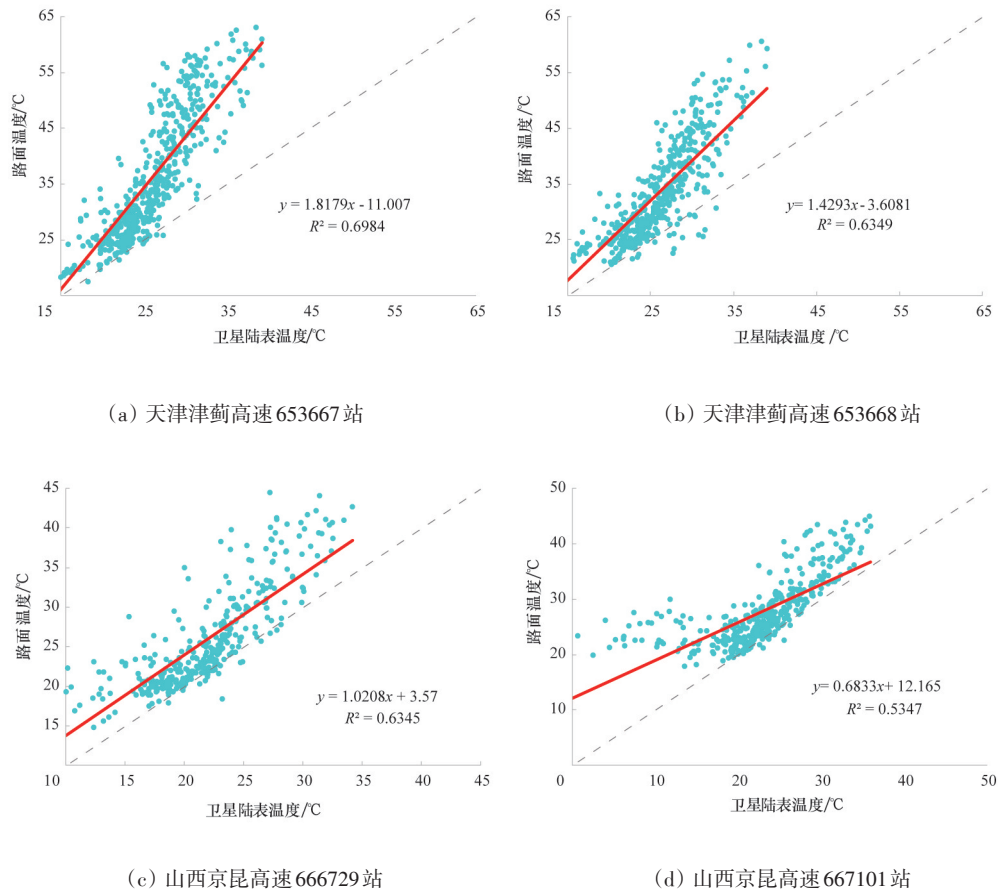 65
55
45
35
25
15 25 35 45 55 65
路面温度/℃
y = 1.8179x - 11.007
R² = 0.6984
卫星陆表温度/℃
(a) 天津津蓟高速653667站
65
55
45
35
25
15 25 35 45 55 65
路面温度/℃
y= 1.4293x- 3.6081
R² = 0.6349
卫星陆表温度 /℃
(b) 天津津蓟高速653668站
45
40
35
30
25
20
15
10 15 20 25 30 35 40 45
路面温度/℃
y = 1.0208x + 3.57
R² = 0.6345
卫星陆表温度/℃
(c) 山西京昆高速666729站
50
40
30
20
10
0 10 20 30 40 50
路面温度/℃
y= 0.6833x+ 12.165
R² = 0.5347
卫星陆表温度/℃
(d) 山西京昆高速667101站